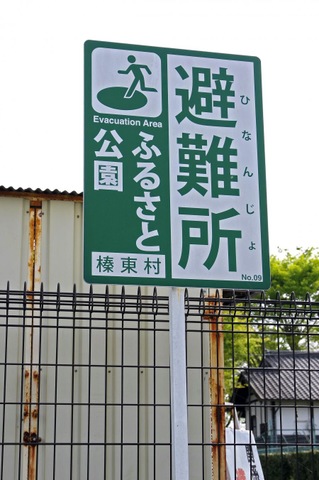 避難所
ひなんじょ
No.09
Evacuation Area
ふるさと
公園
榛東村